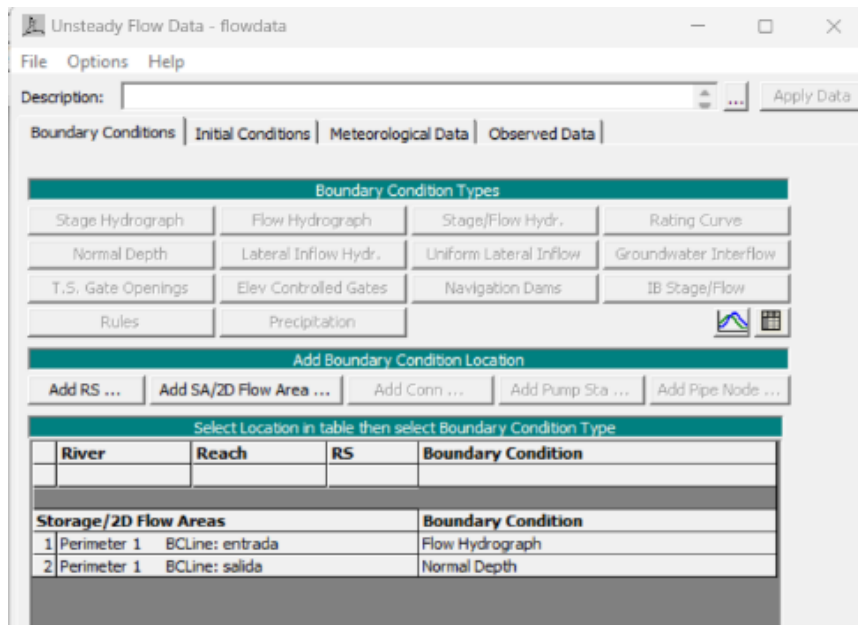 Unsteady Flow Data - flowdata
File Options Help
Description: ... Apply Data
Boundary Conditions Initial Conditions Meteorological Data Observed Data
Boundary Condition Types
Stage Hydrograph Flow Hydrograph Stage/Flow Hydr. Rating Curve
Normal Depth Lateral Inflow Hydr. Uniform Lateral Inflow Groundwater Interflow
T.S. Gate Openings Elev Controlled Gates Navigation Dams IB Stage/Flow
Rules Precipitation
Add Boundary Condition Location
Add RS ... Add SA/2D Flow Area ... Add Conn ... Add Pump Sta ... Add Pipe Node ...
Select Location in table then select Boundary Condition Type
River Reach RS Boundary Condition
Storage/2D Flow Areas Boundary Condition
1 Perimeter 1 BCLine: entrada Flow Hydrograph
2 Perimeter 1 BCLine: salida Normal Depth